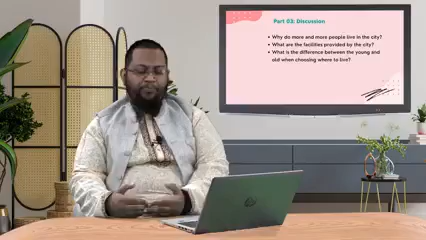 Part 03: Discussion
• Why do more and more people live in the city?
• What are the facilities provided by the city?
• What is the difference between the young and
old when choosing where to live?
hp